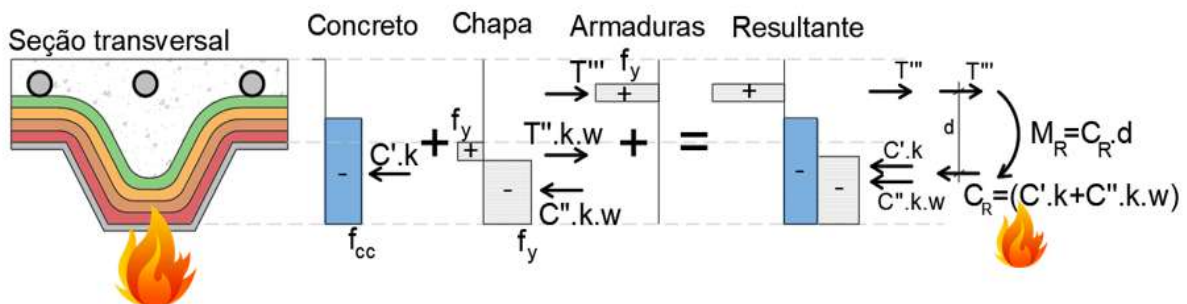 Seção transversal
Concreto
Chapa
Armaduras
Resultante
C'.k
-
f_cc
+
f_y
+
-
T''.k.w
C''.k.w
f_y
T'''
f_y
+
+
=
+
-
-
T'''
T'''
d
C'.k
C''.k.w
M_R=C_R.d
C_R=(C'.k+C''.k.w)